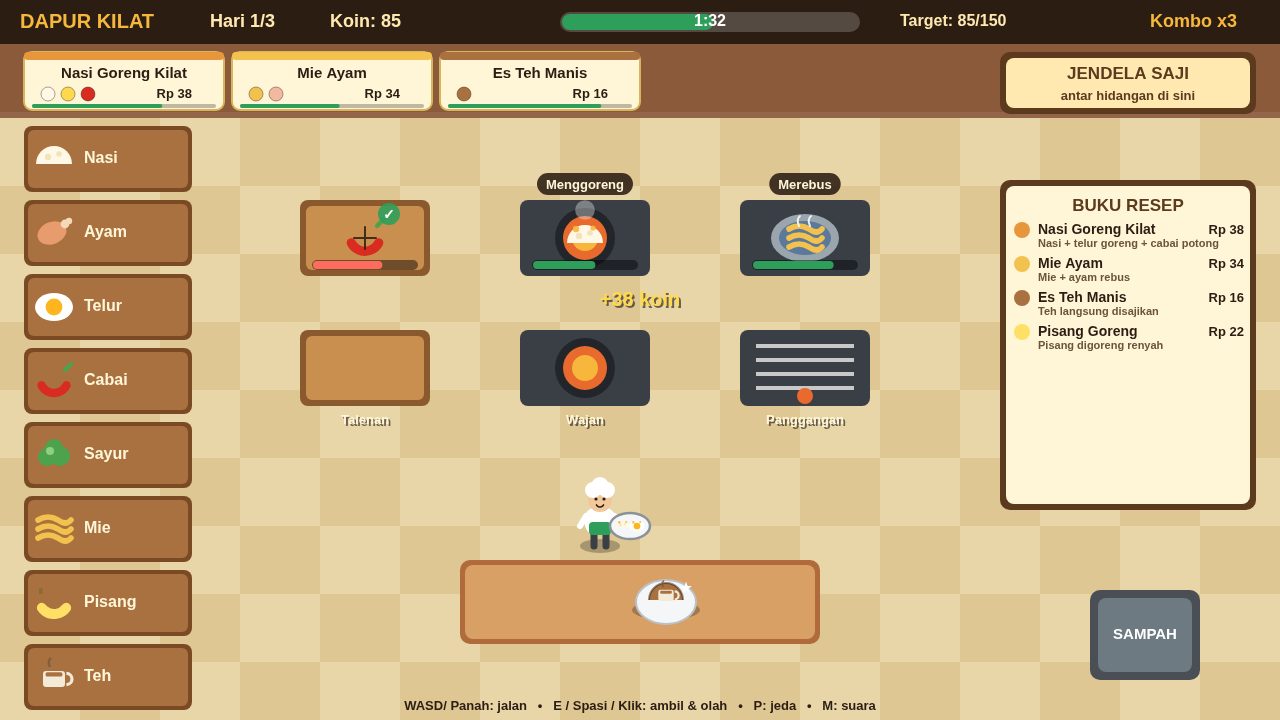 DAPUR KILAT Hari 1/3 Koin: 85 1:32 Target: 85/150 Kombo x3
Nasi Goreng Kilat
Rp 38
Mie Ayam
Rp 34
Es Teh Manis
Rp 16
JENDELA SAJI
antar hidangan di sini
Nasi
Ayam
Telur
Cabai
Sayur
Mie
Pisang
Teh
Menggoreng
Merebus
+38 koin
Talenan
Wajan
Panggangan
BUKU RESEP
Nasi Goreng Kilat Rp 38
Nasi + telur goreng + cabai potong
Mie Ayam Rp 34
Mie + ayam rebus
Es Teh Manis Rp 16
Teh langsung disajikan
Pisang Goreng Rp 22
Pisang digoreng renyah
SAMPAH
WASD/ Panah: jalan • E / Spasi / Klik: ambil & olah • P: jeda • M: suara